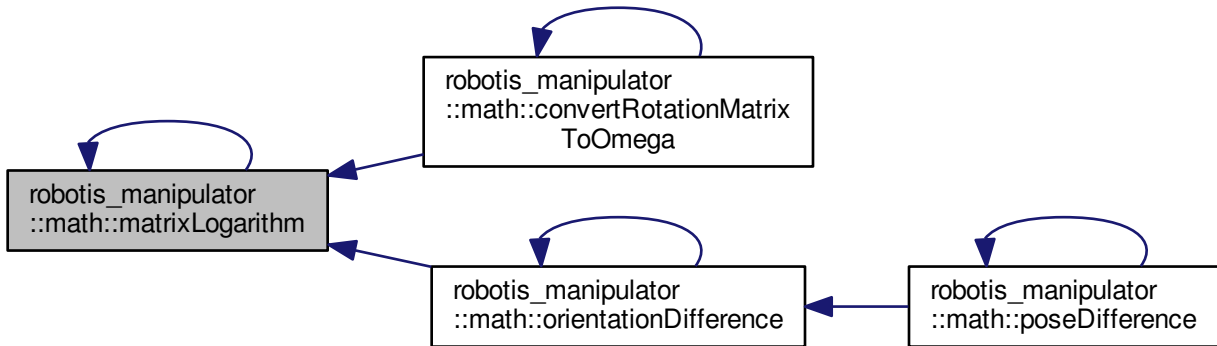 robotis_manipulator
::math::matrixLogarithm
robotis_manipulator
::math::convertRotationMatrix
ToOmega
robotis_manipulator
::math::orientationDifference
robotis_manipulator
::math::poseDifference